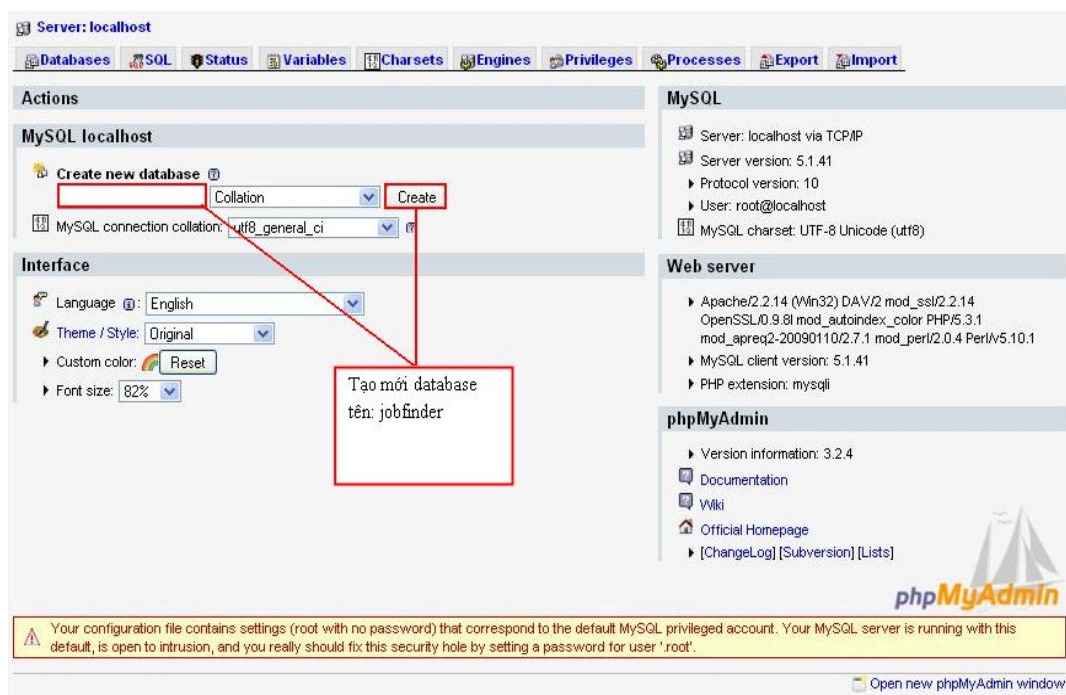 Server: localhost
Databases SQL Status Variables Charsets Engines Privileges Processes Export Import
Actions
MySQL localhost
Create new database
Collation Create
MySQL connection collation: utf8_general_ci
Interface
Language : English
Theme / Style: Original
Custom color: Reset
Font size: 82%
Tạo mới database
tên: jobfinder
MySQL
Server: localhost via TCP/IP
Server version: 5.1.41
Protocol version: 10
User: root@localhost
MySQL charset: UTF-8 Unicode (utf8)
Web server
Apache/2.2.14 (Win32) DAV/2 mod_ssl/2.2.14
OpenSSL/0.9.8l mod_autoindex_color PHP/5.3.1
mod_apreq2-20090110/2.7.1 mod_perl/2.0.4 Perl/v5.10.1
MySQL client version: 5.1.41
PHP extension: mysqli
phpMyAdmin
Version information: 3.2.4
Documentation
Wiki
Official Homepage
[ChangeLog] [Subversion] [Lists]
phpMyAdmin
Your configuration file contains settings (root with no password) that correspond to the default MySQL privileged account. Your MySQL server is running with this
default, is open to intrusion, and you really should fix this security hole by setting a password for user '.root'.
Open new phpMyAdmin window